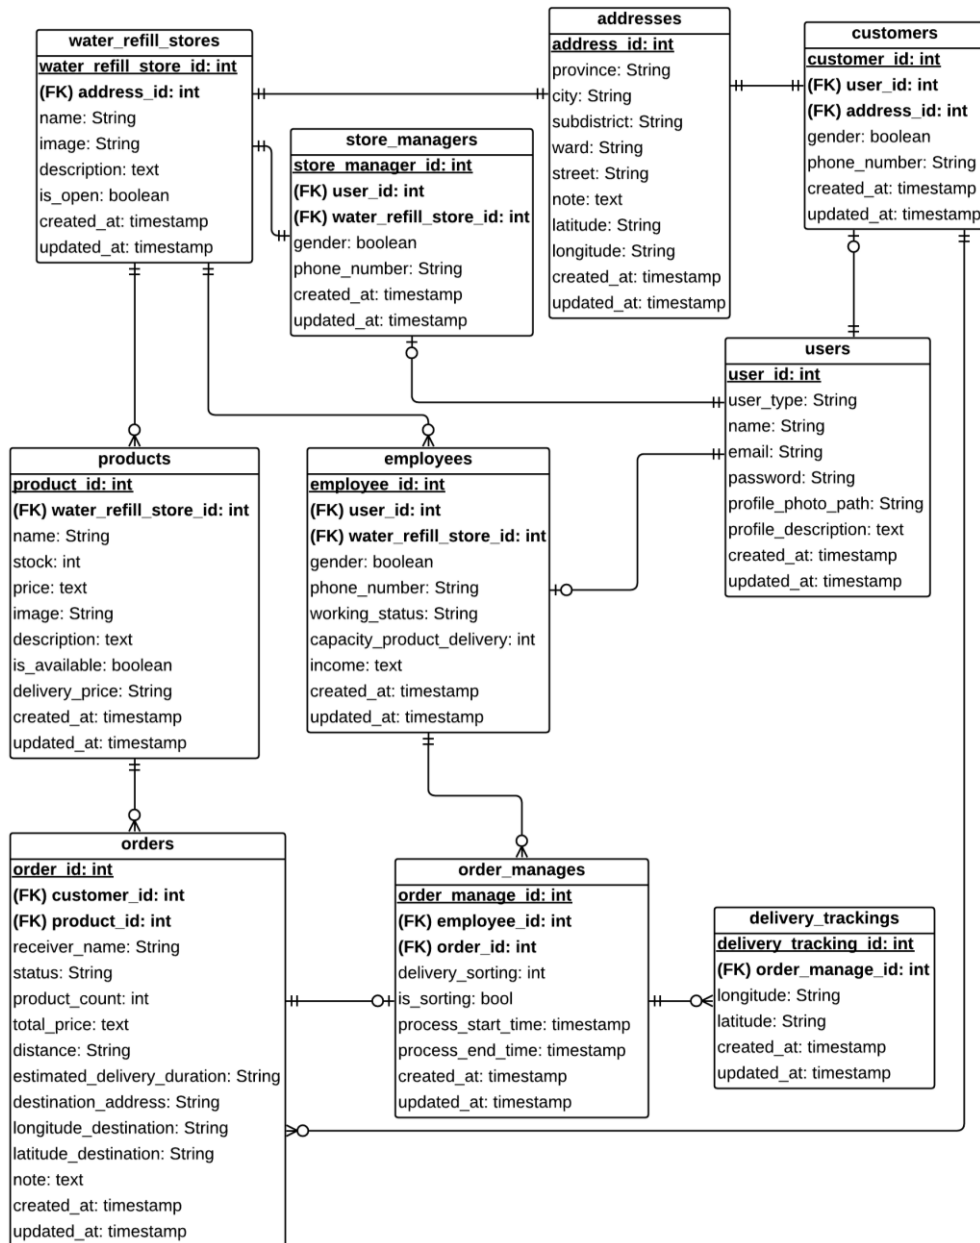 water_refill_stores
water_refill_store_id: int
(FK) address_id: int
name: String
image: String
description: text
is_open: boolean
created_at: timestamp
updated_at: timestamp
store_managers
store_manager_id: int
(FK) user_id: int
(FK) water_refill_store_id: int
gender: boolean
phone_number: String
created_at: timestamp
updated_at: timestamp
addresses
address_id: int
province: String
city: String
subdistrict: String
ward: String
street: String
note: text
latitude: String
longitude: String
created_at: timestamp
updated_at: timestamp
customers
customer_id: int
(FK) user_id: int
(FK) address_id: int
gender: boolean
phone_number: String
created_at: timestamp
updated_at: timestamp
users
user_id: int
user_type: String
name: String
email: String
password: String
profile_photo_path: String
profile_description: text
created_at: timestamp
updated_at: timestamp
products
product_id: int
(FK) water_refill_store_id: int
name: String
stock: int
price: text
image: String
description: text
is_available: boolean
delivery_price: String
created_at: timestamp
updated_at: timestamp
employees
employee_id: int
(FK) user_id: int
(FK) water_refill_store_id: int
gender: boolean
phone_number: String
working_status: String
capacity_product_delivery: int
income: text
created_at: timestamp
updated_at: timestamp
orders
order_id: int
(FK) customer_id: int
(FK) product_id: int
receiver_name: String
status: String
product_count: int
total_price: text
distance: String
estimated_delivery_duration: String
destination_address: String
longitude_destination: String
latitude_destination: String
note: text
created_at: timestamp
updated_at: timestamp
order_manages
order_manage_id: int
(FK) employee_id: int
(FK) order_id: int
delivery_sorting: int
is_sorting: bool
process_start_time: timestamp
process_end_time: timestamp
created_at: timestamp
updated_at: timestamp
delivery_trackings
delivery_tracking_id: int
(FK) order_manage_id: int
longitude: String
latitude: String
created_at: timestamp
updated_at: timestamp